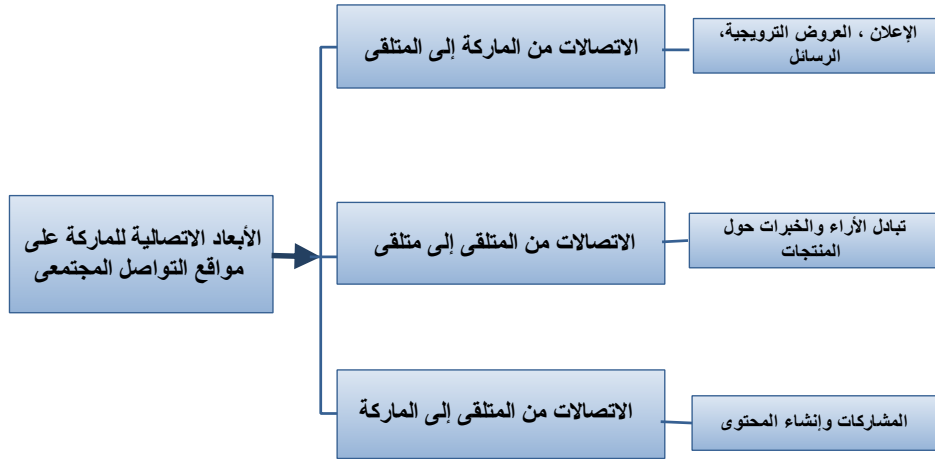 الأبعاد الاتصالية للماركة على
مواقع التواصل المجتمعى
الاتصالات من الماركة إلى المتلقى
الإعلان ، العروض الترويجية،
الرسائل
الاتصالات من المتلقى إلى متلقى
تبادل الأراء والخبرات حول
المنتجات
الاتصالات من المتلقى إلى الماركة
المشاركات وإنشاء المحتوى